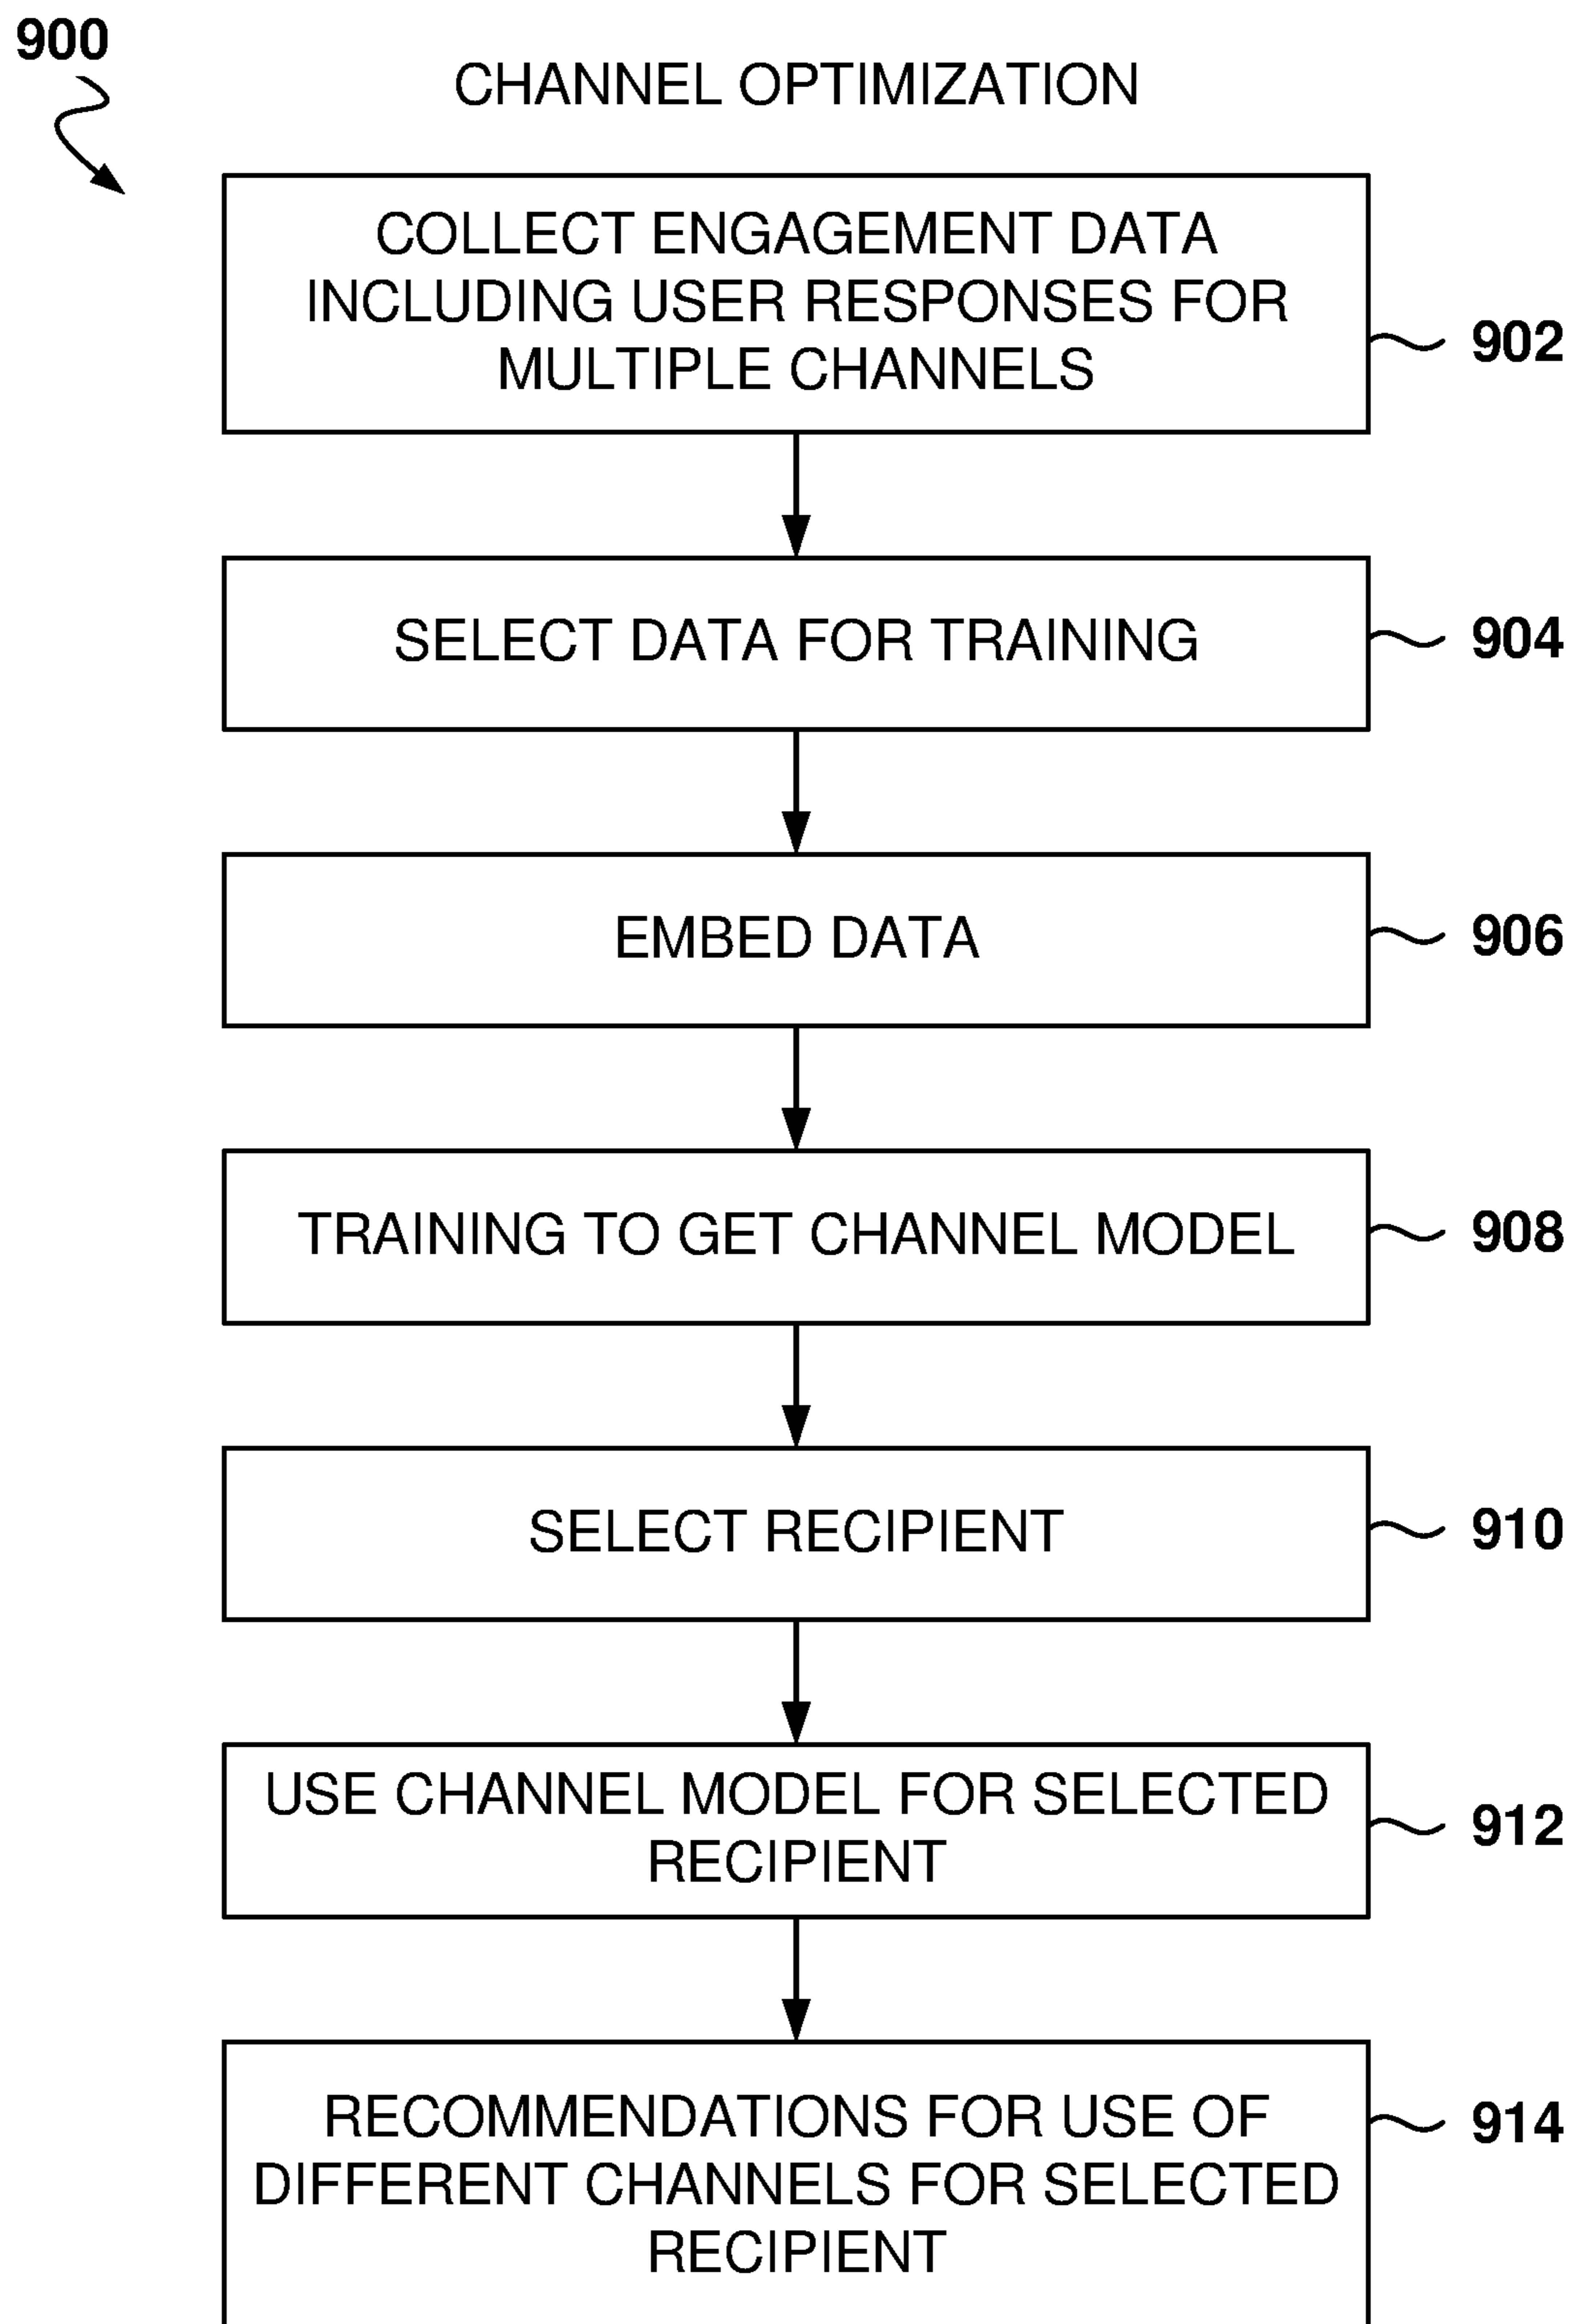 900
CHANNEL OPTIMIZATION
COLLECT ENGAGEMENT DATA
INCLUDING USER RESPONSES FOR
MULTIPLE CHANNELS
902
SELECT DATA FOR TRAINING
904
EMBED DATA
906
TRAINING TO GET CHANNEL MODEL
908
SELECT RECIPIENT
910
USE CHANNEL MODEL FOR SELECTED
RECIPIENT
912
RECOMMENDATIONS FOR USE OF
DIFFERENT CHANNELS FOR SELECTED
RECIPIENT
914